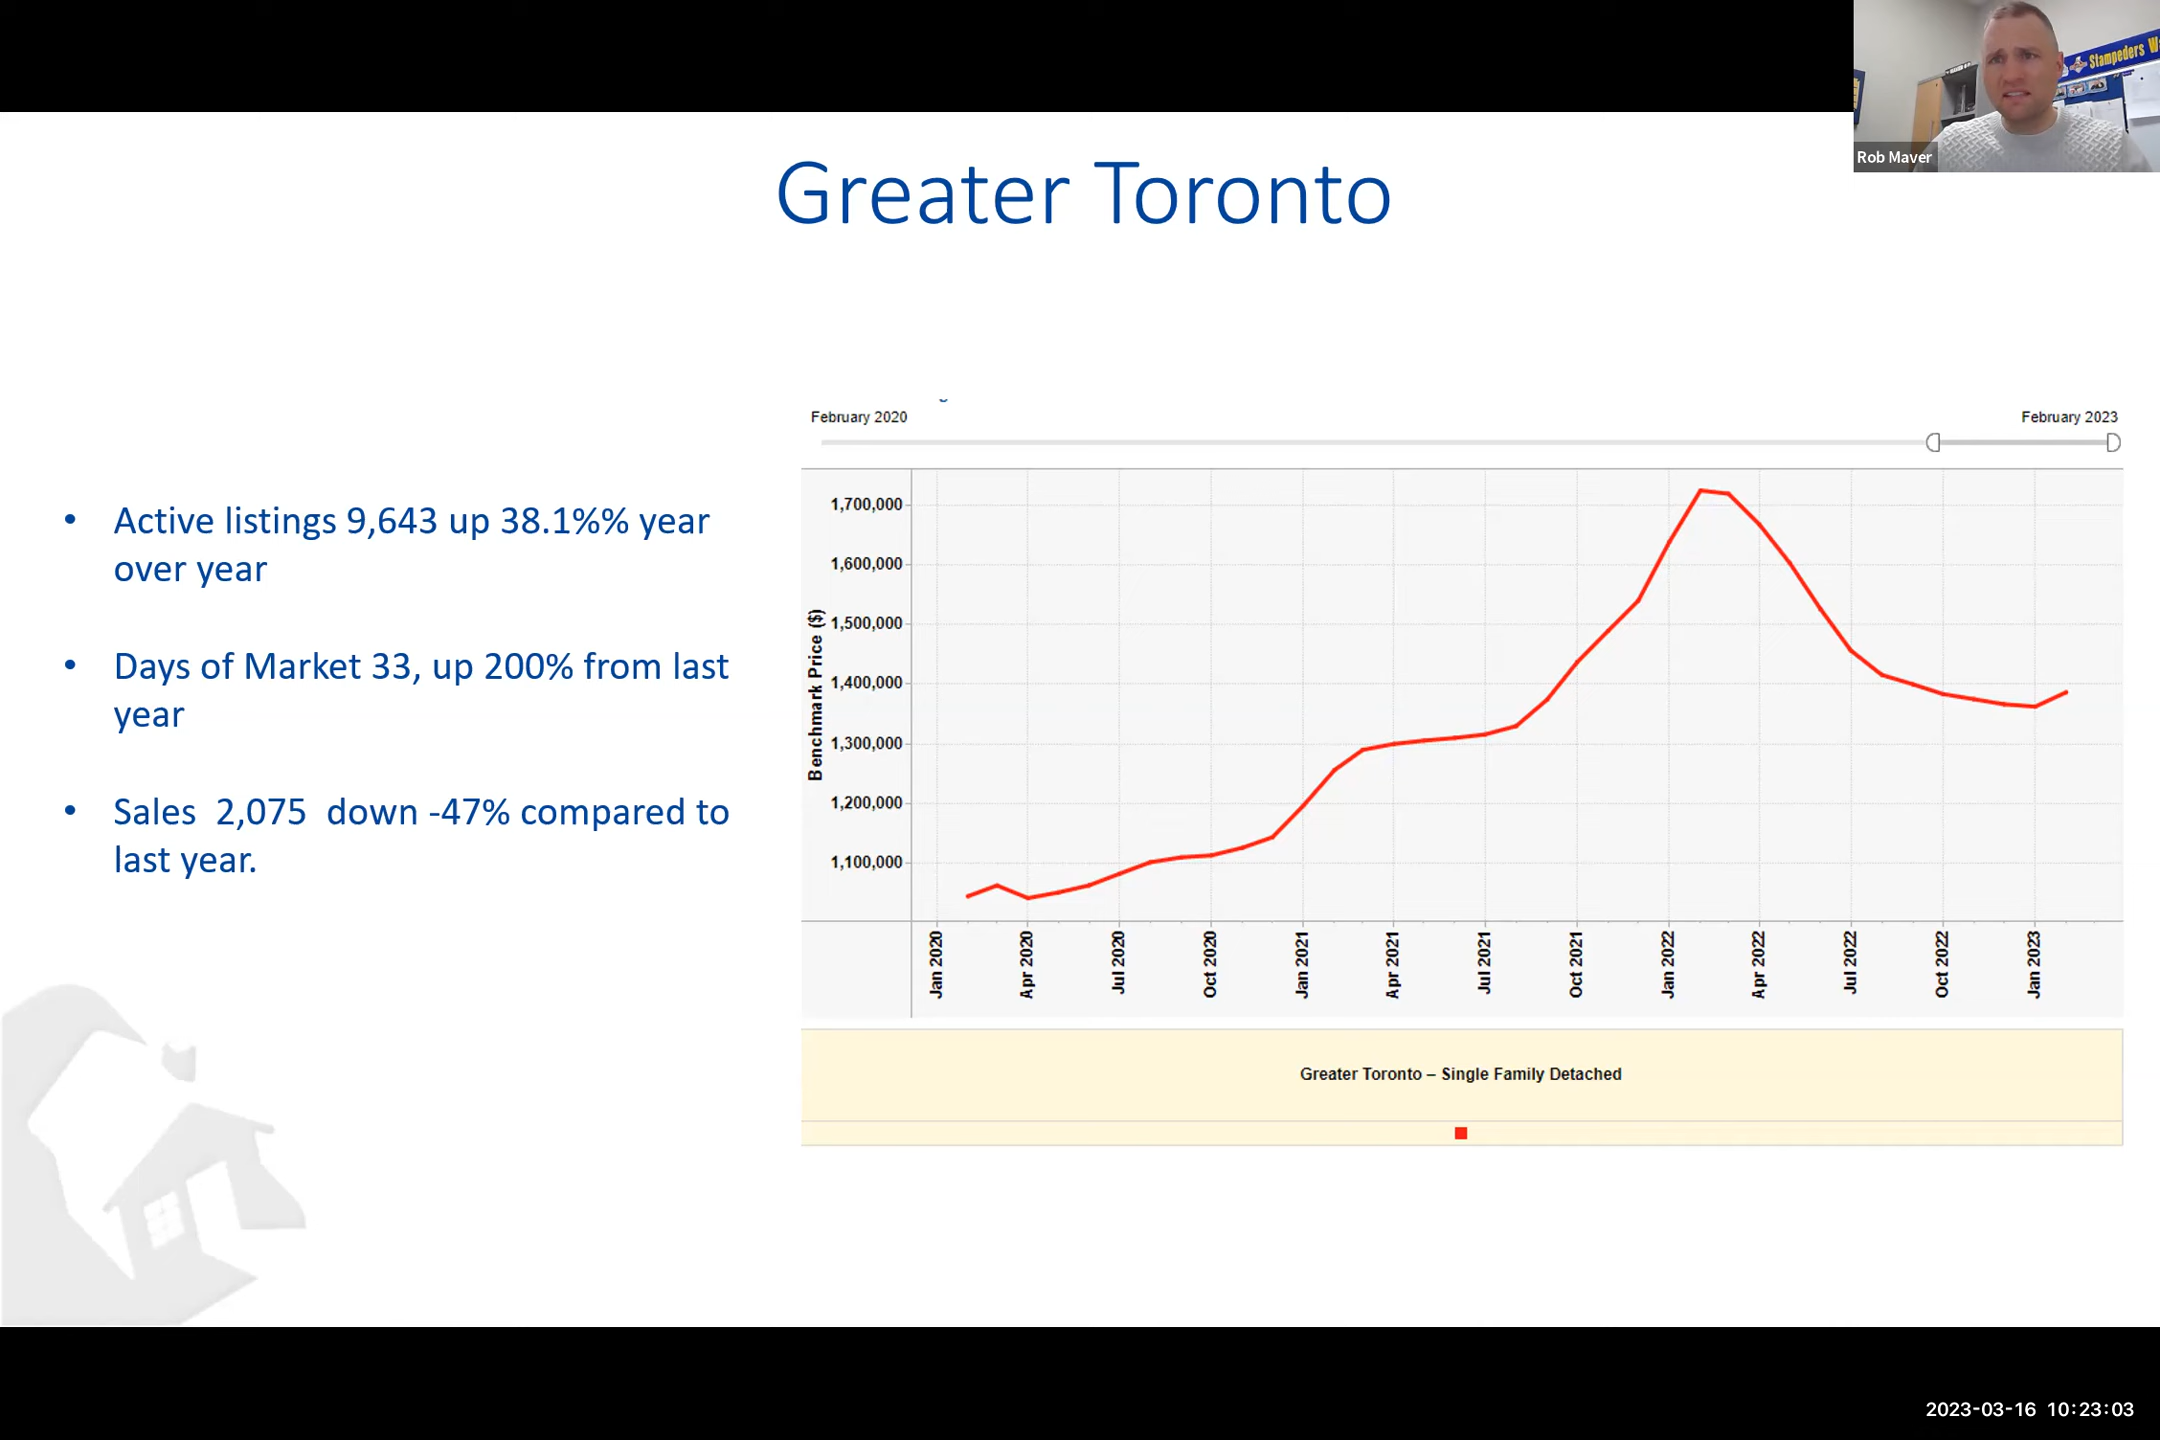 Stampeders
Rob Maver
Greater Toronto
• Active listings 9,643 up 38.1%% year
over year
• Days of Market 33, up 200% from last
year
• Sales 2,075 down -47% compared to
last year.
February 2020
February 2023
Benchmark Price ($)
1,700,000
1,600,000
1,500,000
1,400,000
1,300,000
1,200,000
1,100,000
Jan 2020
Apr 2020
Jul 2020
Oct 2020
Jan 2021
Apr 2021
Jul 2021
Oct 2021
Jan 2022
Apr 2022
Jul 2022
Oct 2022
Jan 2023
Greater Toronto – Single Family Detached
2023-03-16 10:23:03